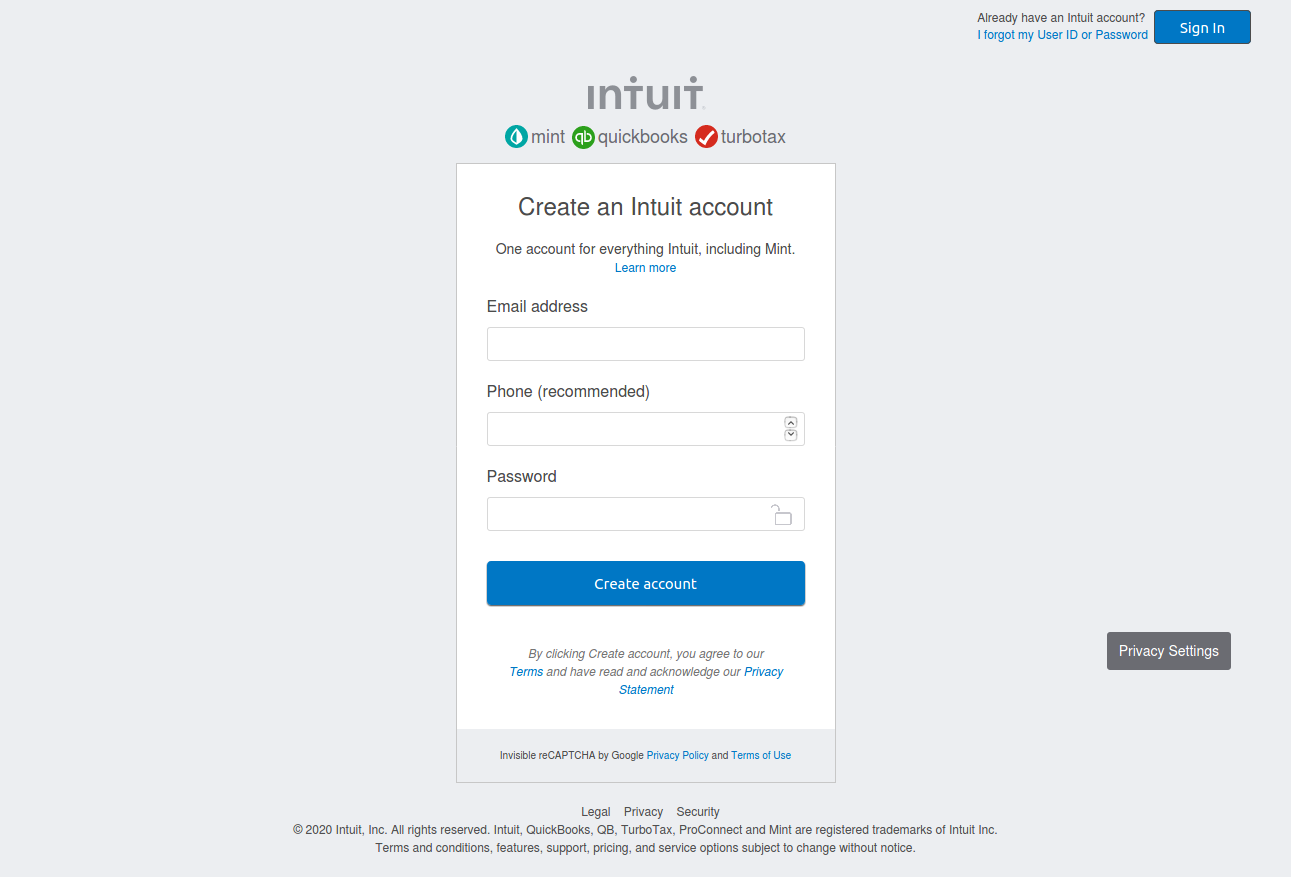 Already have an Intuit account?
I forgot my User ID or Password
Sign In
intuit
mint quickbooks turbotax
Create an Intuit account
One account for everything Intuit, including Mint.
Learn more
Email address
Phone (recommended)
Password
Create account
By clicking Create account, you agree to our
Terms and have read and acknowledge our Privacy
Statement
Privacy Settings
Invisible reCAPTCHA by Google Privacy Policy and Terms of Use
Legal Privacy Security
© 2020 Intuit, Inc. All rights reserved. Intuit, QuickBooks, QB, TurboTax, ProConnect and Mint are registered trademarks of Intuit Inc.
Terms and conditions, features, support, pricing, and service options subject to change without notice.